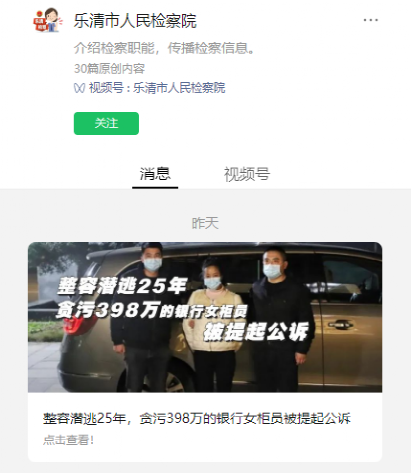 乐清市人民检察院
介绍检察职能，传播检察信息。
30篇原创内容
视频号：乐清市人民检察院
关注
消息
视频号
昨天
整容潜逃25年
贪污398万的银行女柜员
被提起公诉
整容潜逃25年，贪污398万的银行女柜员被提起公诉
点击查看！